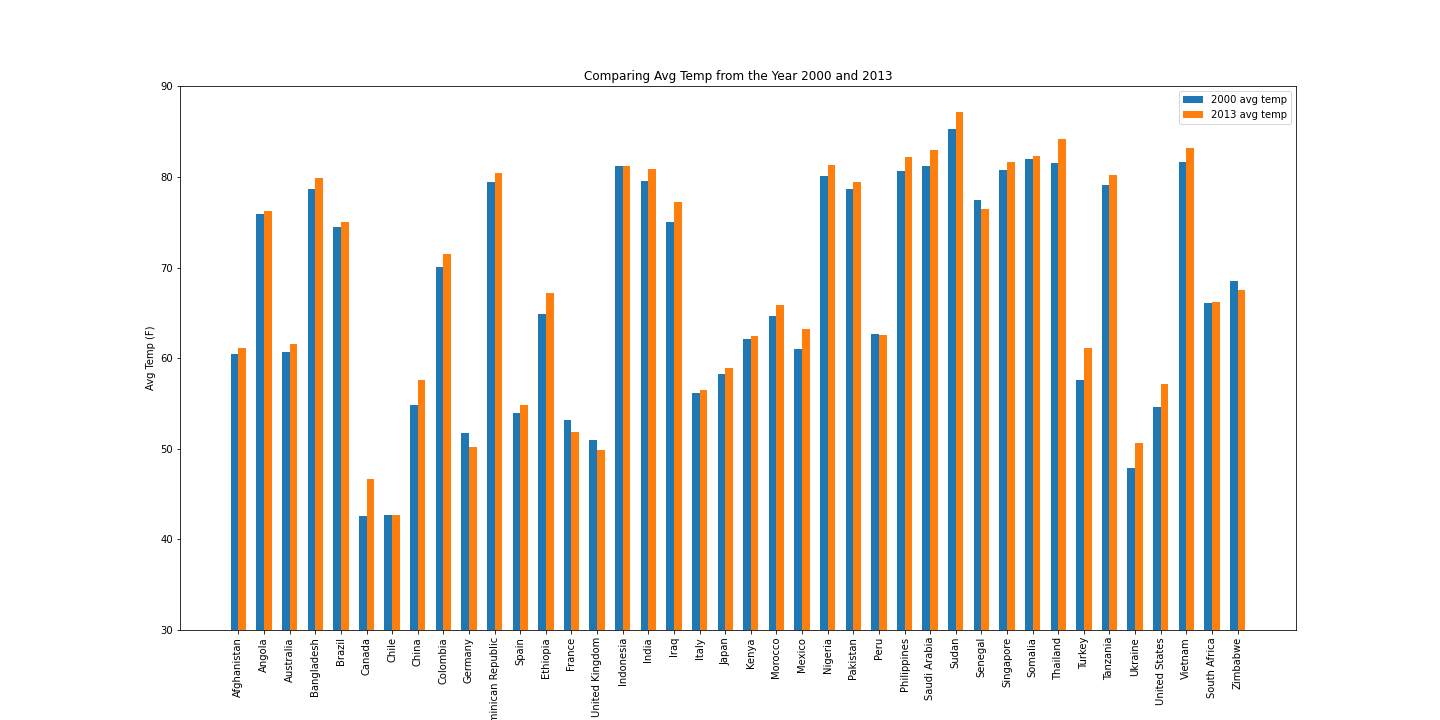 Comparing Avg Temp from the Year 2000 and 2013
2000 avg temp
2013 avg temp
Avg Temp (F)
90
80
70
60
50
40
30
Afghanistan
Angola
Australia
Bangladesh
Brazil
Canada
Chile
China
Colombia
Germany
minican Republic
Spain
Ethiopia
France
United Kingdom
Indonesia
India
Iraq
Italy
Japan
Kenya
Morocco
Mexico
Nigeria
Pakistan
Peru
Philippines
Saudi Arabia
Sudan
Senegal
Singapore
Somalia
Thailand
Turkey
Tanzania
Ukraine
United States
Vietnam
South Africa
Zimbabwe